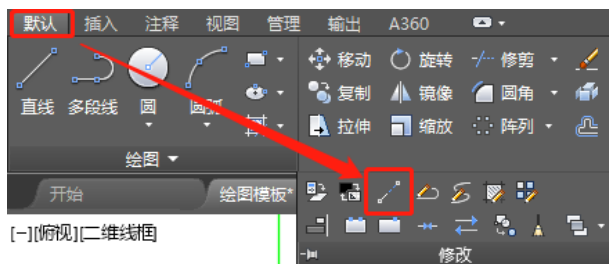 默认 插入 注释 视图 管理 输出 A360
移动 旋转 修剪
直线 多段线 圆 圆弧 复制 镜像 圆角
拉伸 缩放 阵列
绘图
开始 绘图模板*
[−][俯视][二维线框]
修改